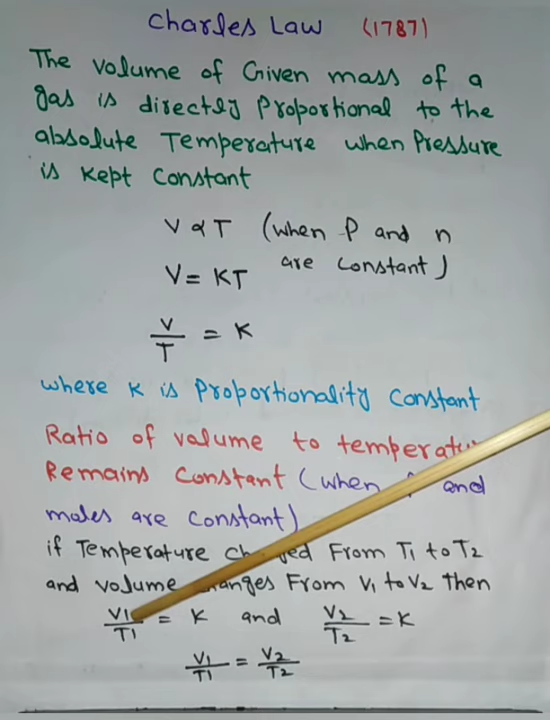 Charles Law (1787)
The volume of Given mass of a
gas is directly Proportional to the
absolute Temperature when Pressure
is kept Constant
V ∝ T (when P and n
are constant)
V = KT
V/T = K
where K is Proportionality Constant
Ratio of volume to
Remains Constant (when and
moles are constant)
if Temperature From T1 to T2
and volume From V1 to V2 then
V1/T1 = K and V2/T2 = K
V1/T1 = V2/T2